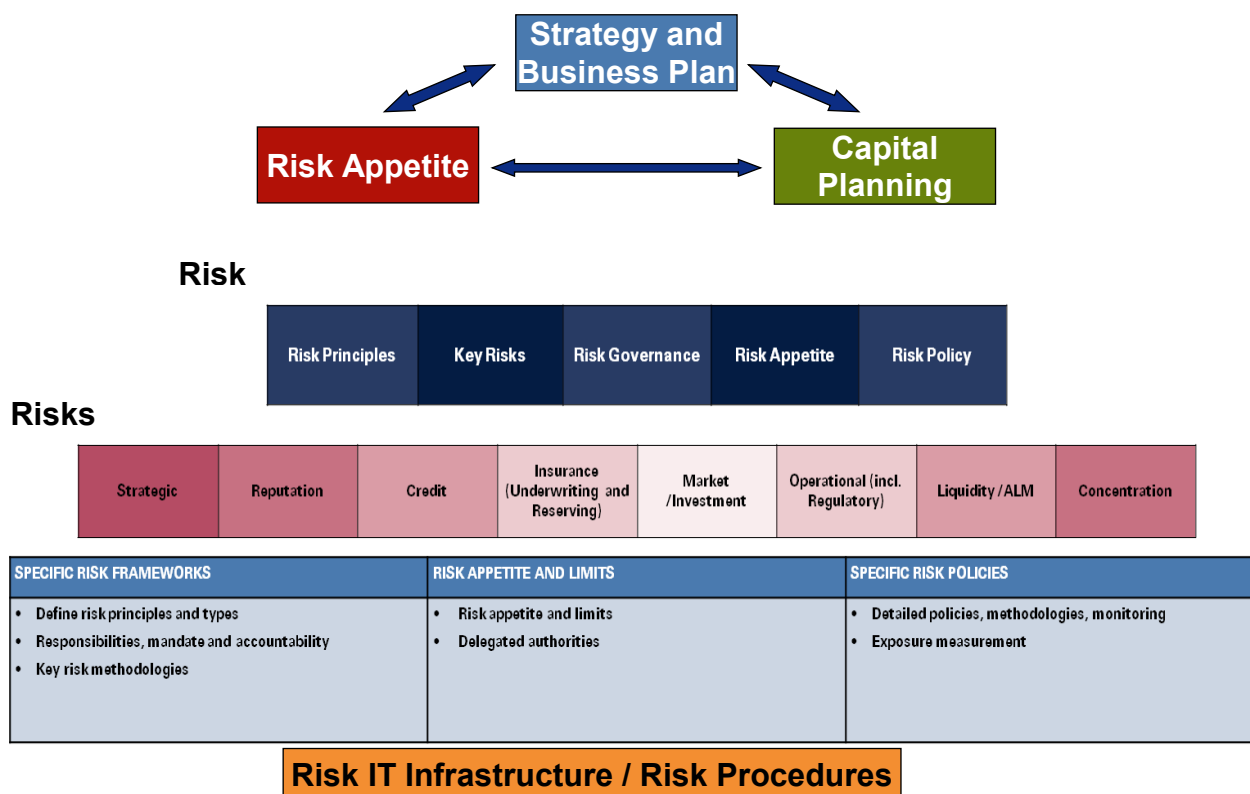 Strategy and
Business Plan
Risk Appetite
Capital
Planning
Risk
Risk Principles
Key Risks
Risk Governance
Risk Appetite
Risk Policy
Risks
Strategic
Reputation
Credit
Insurance
(Underwriting and
Reserving)
Market
/Investment
Operational (incl.
Regulatory)
Liquidity /ALM
Concentration
SPECIFIC RISK FRAMEWORKS
• Define risk principles and types
• Responsibilities, mandate and accountability
• Key risk methodologies
RISK APPETITE AND LIMITS
• Risk appetite and limits
• Delegated authorities
SPECIFIC RISK POLICIES
• Detailed policies, methodologies, monitoring
• Exposure measurement
Risk IT Infrastructure / Risk Procedures